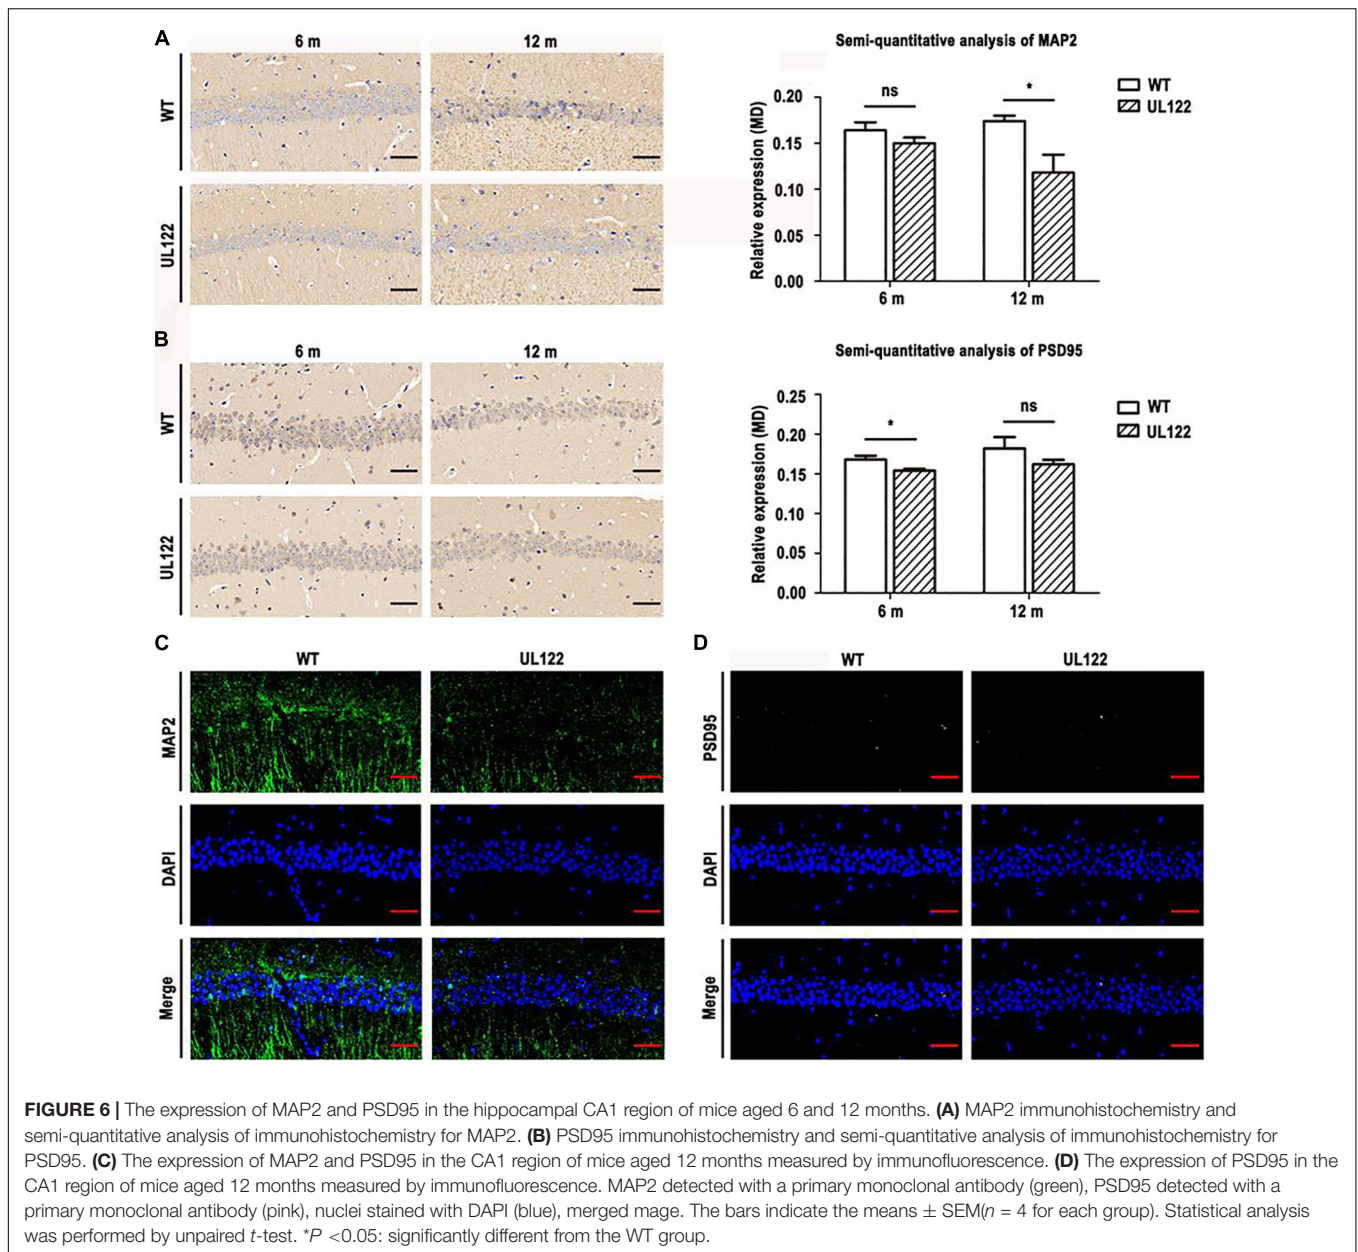 A
6 m
12 m
WT
UL122
Semi-quantitative analysis of MAP2
Relative expression (MD)
0.20
0.15
0.10
0.05
0.00
ns
*
6 m
12 m
WT
UL122
B
6 m
12 m
WT
UL122
Semi-quantitative analysis of PSD95
Relative expression (MD)
0.25
0.20
0.15
0.10
0.05
0.00
*
ns
6 m
12 m
WT
UL122
C
WT
UL122
MAP2
DAPI
Merge
D
WT
UL122
PSD95
DAPI
Merge
FIGURE 6 | The expression of MAP2 and PSD95 in the hippocampal CA1 region of mice aged 6 and 12 months. (A) MAP2 immunohistochemistry and
semi-quantitative analysis of immunohistochemistry for MAP2. (B) PSD95 immunohistochemistry and semi-quantitative analysis of immunohistochemistry for
PSD95. (C) The expression of MAP2 and PSD95 in the CA1 region of mice aged 12 months measured by immunofluorescence. (D) The expression of PSD95 in the
CA1 region of mice aged 12 months measured by immunofluorescence. MAP2 detected with a primary monoclonal antibody (green), PSD95 detected with a
primary monoclonal antibody (pink), nuclei stained with DAPI (blue), merged mage. The bars indicate the means ± SEM(n = 4 for each group). Statistical analysis
was performed by unpaired t-test. *P <0.05: significantly different from the WT group.